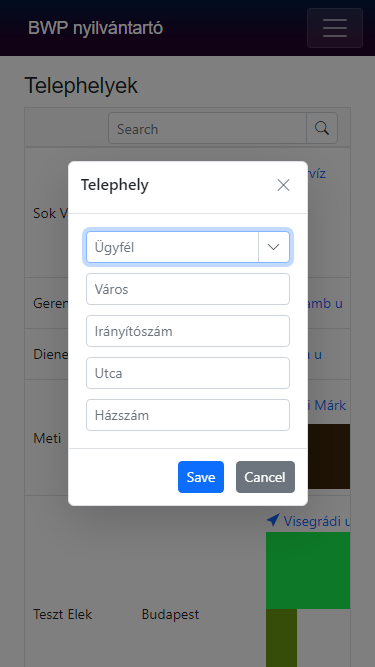 BWP nyilvántartó
Telephelyek
Search
Telephely
Ügyfél
Város
Irányítószám
Utca
Házszám
Save
Cancel
rvíz
Sok V
Geren
amb u
Diene
u
Meti
i Márk
Visegrádi u
Teszt Elek
Budapest